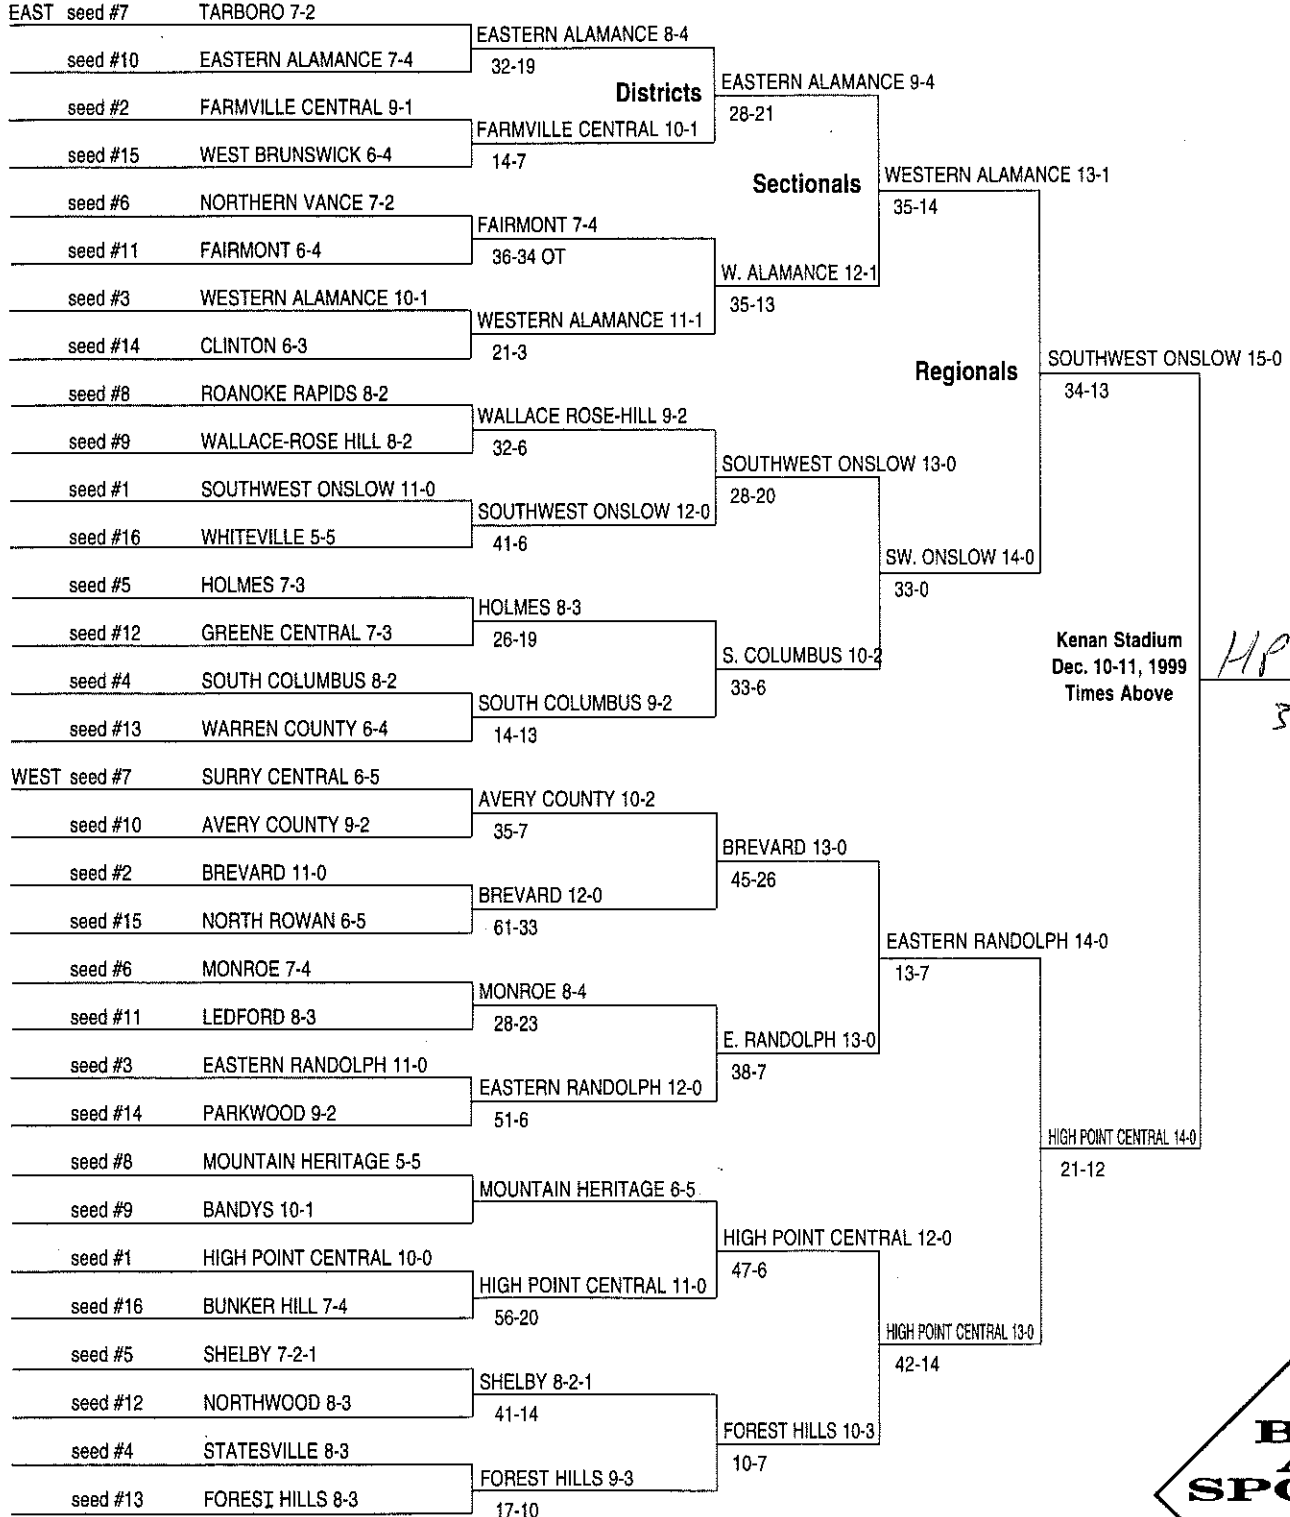 EAST seed #7 TARBORO 7-2
EASTERN ALAMANCE 8-4
seed #10 EASTERN ALAMANCE 7-4
32-19
Districts
EASTERN ALAMANCE 9-4
seed #2 FARMVILLE CENTRAL 9-1
28-21
FARMVILLE CENTRAL 10-1
seed #15 WEST BRUNSWICK 6-4
14-7
Sectionals
WESTERN ALAMANCE 13-1
35-14
seed #6 NORTHERN VANCE 7-2
FAIRMONT 7-4
seed #11 FAIRMONT 6-4
36-34 OT
W. ALAMANCE 12-1
35-13
seed #3 WESTERN ALAMANCE 10-1
WESTERN ALAMANCE 11-1
seed #14 CLINTON 6-3
21-3
Regionals
SOUTHWEST ONSLOW 15-0
34-13
seed #8 ROANOKE RAPIDS 8-2
WALLACE ROSE-HILL 9-2
seed #9 WALLACE-ROSE HILL 8-2
32-6
SOUTHWEST ONSLOW 13-0
28-20
seed #1 SOUTHWEST ONSLOW 11-0
SOUTHWEST ONSLOW 12-0
seed #16 WHITEVILLE 5-5
41-6
SW. ONSLOW 14-0
33-0
seed #5 HOLMES 7-3
HOLMES 8-3
seed #12 GREENE CENTRAL 7-3
26-19
S. COLUMBUS 10-2
33-6
Kenan Stadium
Dec. 10-11, 1999
Times Above
HP
seed #4 SOUTH COLUMBUS 8-2
SOUTH COLUMBUS 9-2
seed #13 WARREN COUNTY 6-4
14-13
WEST seed #7 SURRY CENTRAL 6-5
AVERY COUNTY 10-2
seed #10 AVERY COUNTY 9-2
35-7
BREVARD 13-0
45-26
seed #2 BREVARD 11-0
BREVARD 12-0
seed #15 NORTH ROWAN 6-5
61-33
EASTERN RANDOLPH 14-0
13-7
seed #6 MONROE 7-4
MONROE 8-4
seed #11 LEDFORD 8-3
28-23
E. RANDOLPH 13-0
38-7
seed #3 EASTERN RANDOLPH 11-0
EASTERN RANDOLPH 12-0
seed #14 PARKWOOD 9-2
51-6
HIGH POINT CENTRAL 14-0
21-12
seed #8 MOUNTAIN HERITAGE 5-5
MOUNTAIN HERITAGE 6-5
seed #9 BANDYS 10-1
HIGH POINT CENTRAL 12-0
47-6
seed #1 HIGH POINT CENTRAL 10-0
HIGH POINT CENTRAL 11-0
seed #16 BUNKER HILL 7-4
56-20
HIGH POINT CENTRAL 13-0
42-14
seed #5 SHELBY 7-2-1
SHELBY 8-2-1
seed #12 NORTHWOOD 8-3
41-14
FOREST HILLS 10-3
10-7
seed #4 STATESVILLE 8-3
FOREST HILLS 9-3
seed #13 FOREST HILLS 8-3
17-10